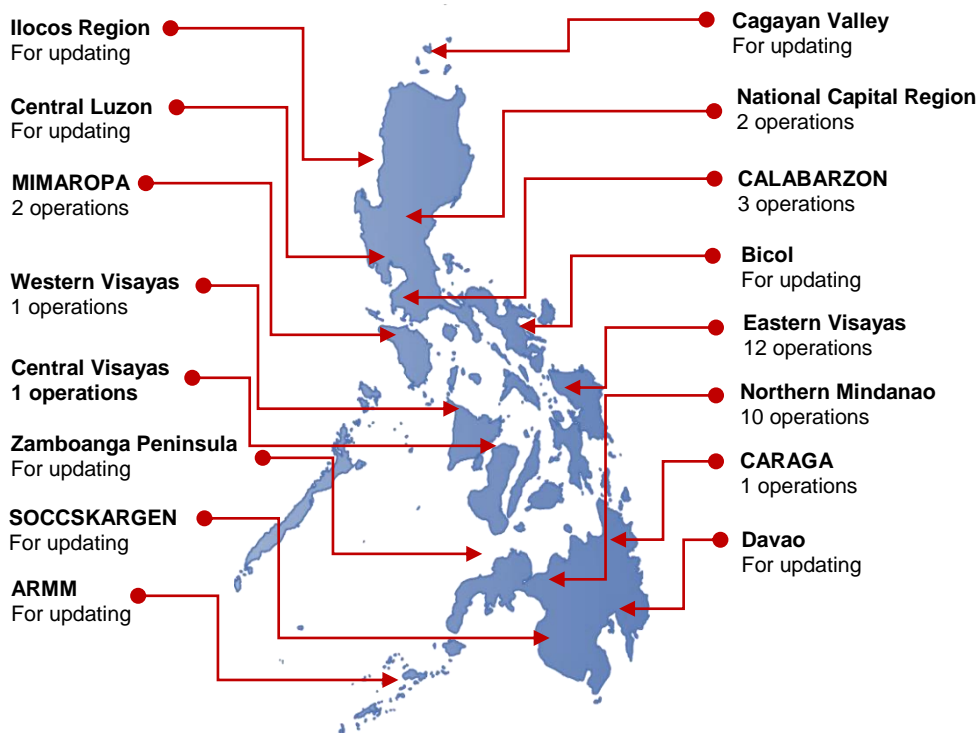 Ilocos Region
For updating
Central Luzon
For updating
MIMAROPA
2 operations
Western Visayas
1 operations
Central Visayas
1 operations
Zamboanga Peninsula
For updating
SOCCSKARGEN
For updating
ARMM
For updating
Cagayan Valley
For updating
National Capital Region
2 operations
CALABARZON
3 operations
Bicol
For updating
Eastern Visayas
12 operations
Northern Mindanao
10 operations
CARAGA
1 operations
Davao
For updating